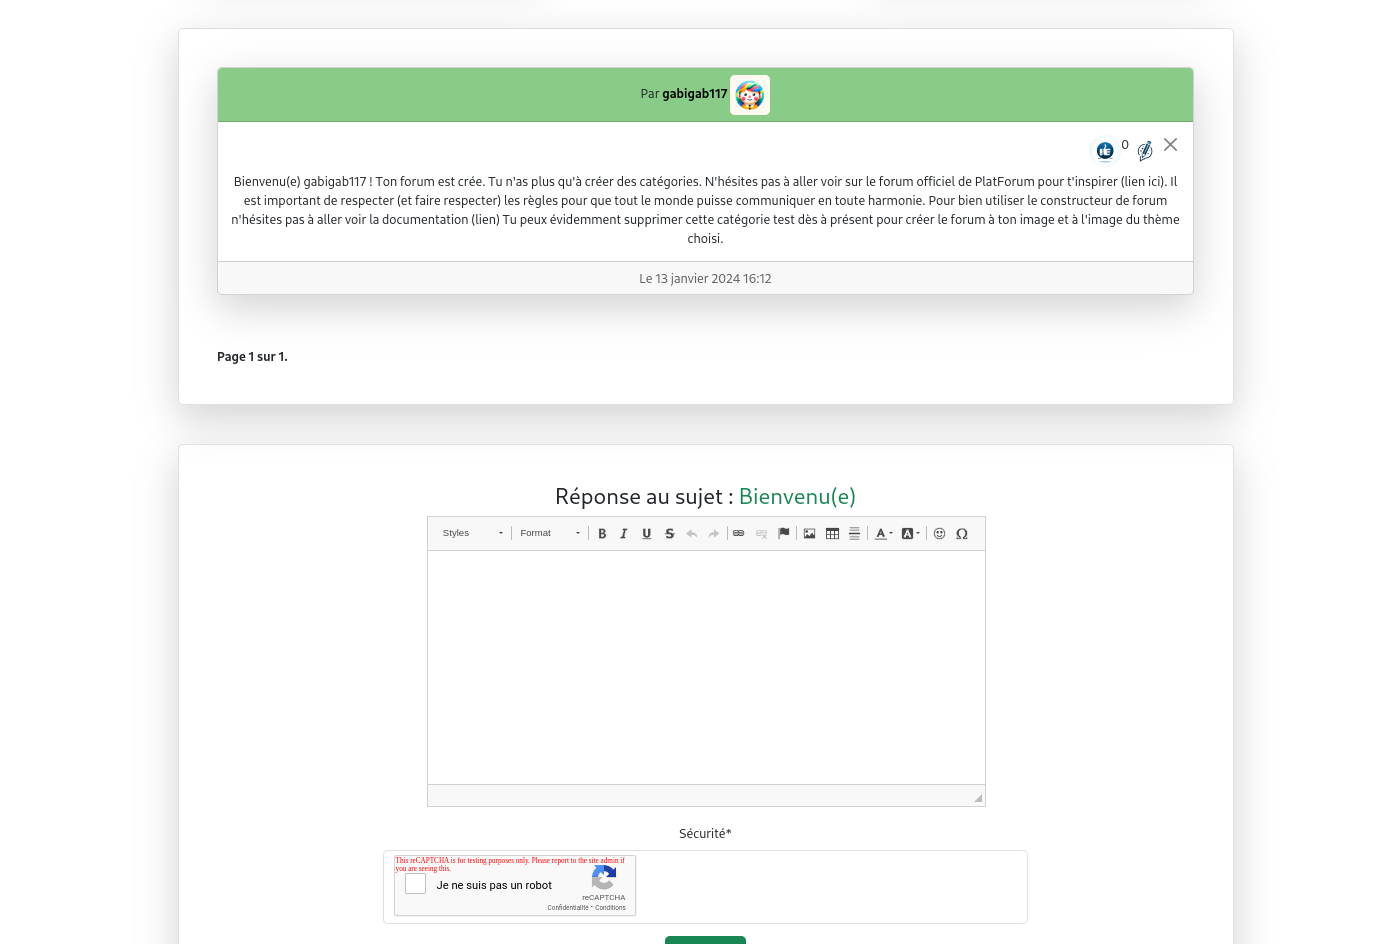 Par gabigab117
0
Bienvenu(e) gabigab117 ! Ton forum est crée. Tu n'as plus qu'à créer des catégories. N'hésites pas à aller voir sur le forum officiel de PlatForum pour t'inspirer (lien ici). Il
est important de respecter (et faire respecter) les règles pour que tout le monde puisse communiquer en toute harmonie. Pour bien utiliser le constructeur de forum
n'hésites pas à aller voir la documentation (lien) Tu peux évidemment supprimer cette catégorie test dès à présent pour créer le forum à ton image et à l'image du thème
choisi.
Le 13 janvier 2024 16:12
Page 1 sur 1.
Réponse au sujet : Bienvenu(e)
Styles Format B I U S A A Ω
Sécurité*
This reCAPTCHA is for testing purposes only. Please report to the site admin if
you are seeing this.
Je ne suis pas un robot
reCAPTCHA
Confidentialité - Conditions